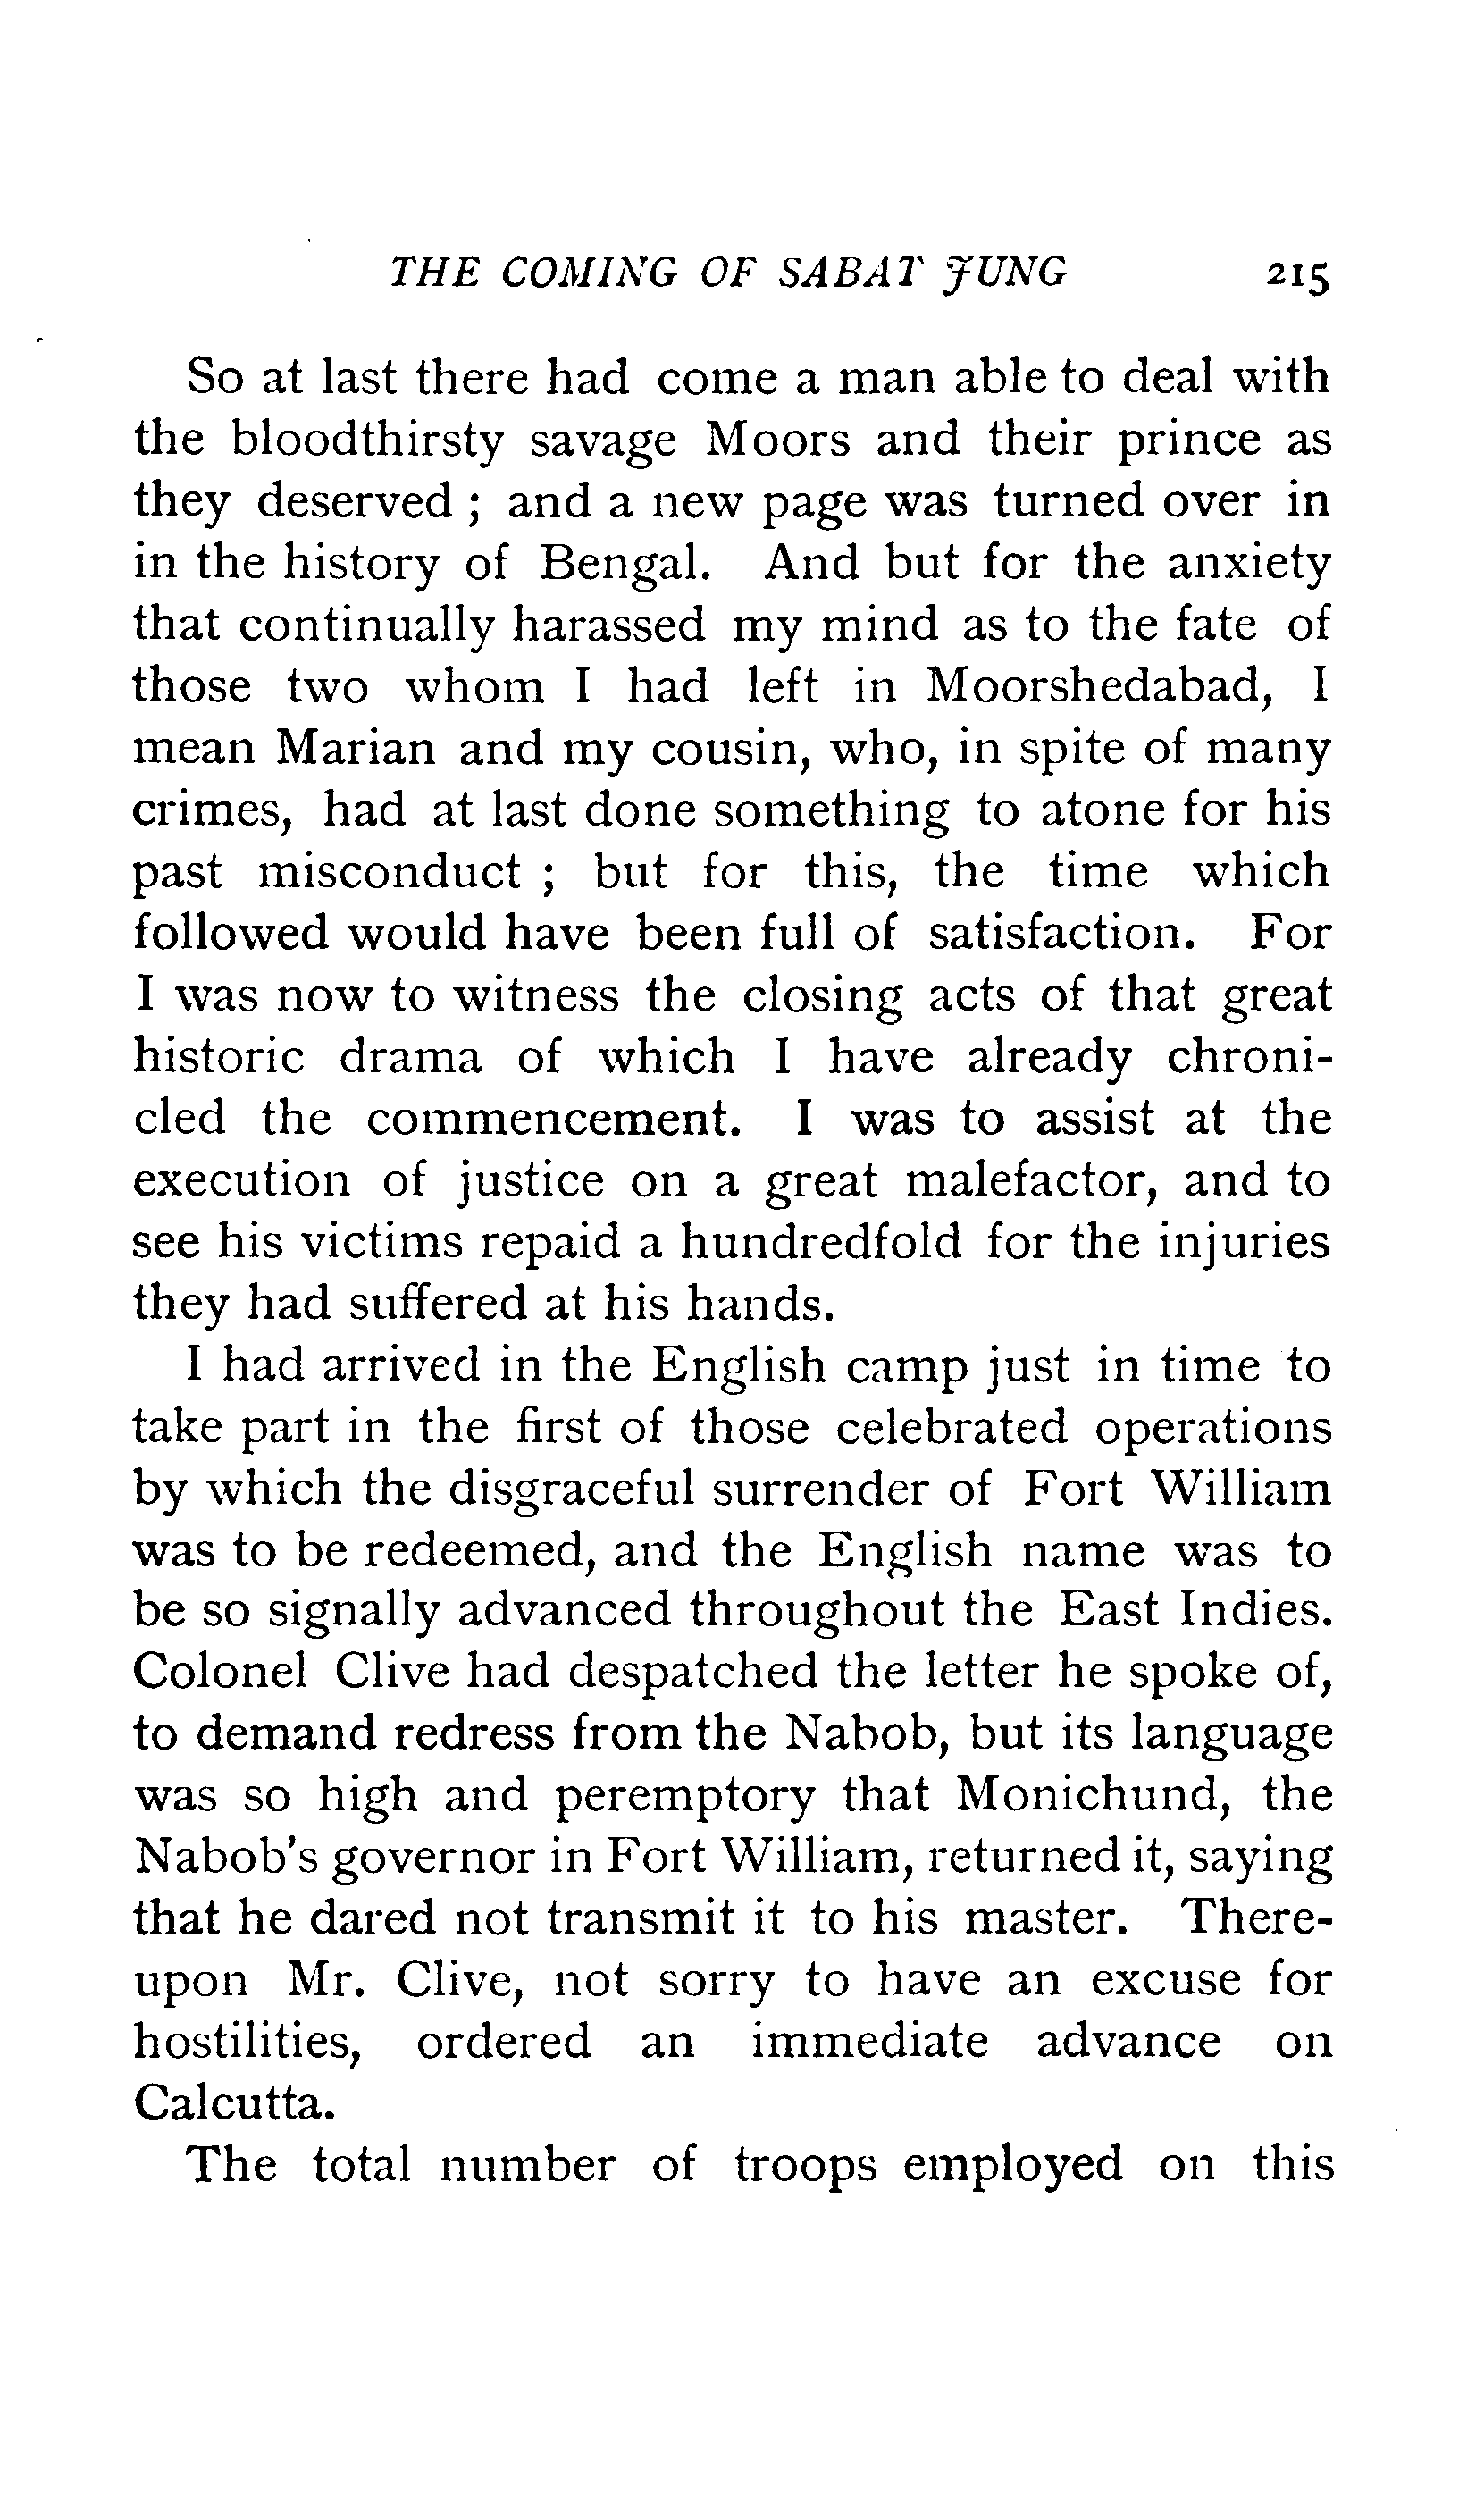 THE COMING OF SABAT JUNG 215
So at last there had come a man able to deal with
the bloodthirsty savage Moors and their prince as
they deserved ; and a new page was turned over in
in the history of Bengal. And but for the anxiety
that continually harassed my mind as to the fate of
those two whom I had left in Moorshedabad, I
mean Marian and my cousin, who, in spite of many
crimes, had at last done something to atone for his
past misconduct ; but for this, the time which
followed would have been full of satisfaction. For
I was now to witness the closing acts of that great
historic drama of which I have already chroni-
cled the commencement. I was to assist at the
execution of justice on a great malefactor, and to
see his victims repaid a hundredfold for the injuries
they had suffered at his hands.
I had arrived in the English camp just in time to
take part in the first of those celebrated operations
by which the disgraceful surrender of Fort William
was to be redeemed, and the English name was to
be so signally advanced throughout the East Indies.
Colonel Clive had despatched the letter he spoke of,
to demand redress from the Nabob, but its language
was so high and peremptory that Monichund, the
Nabob's governor in Fort William, returned it, saying
that he dared not transmit it to his master. There-
upon Mr. Clive, not sorry to have an excuse for
hostilities, ordered an immediate advance on
Calcutta.
The total number of troops employed on this